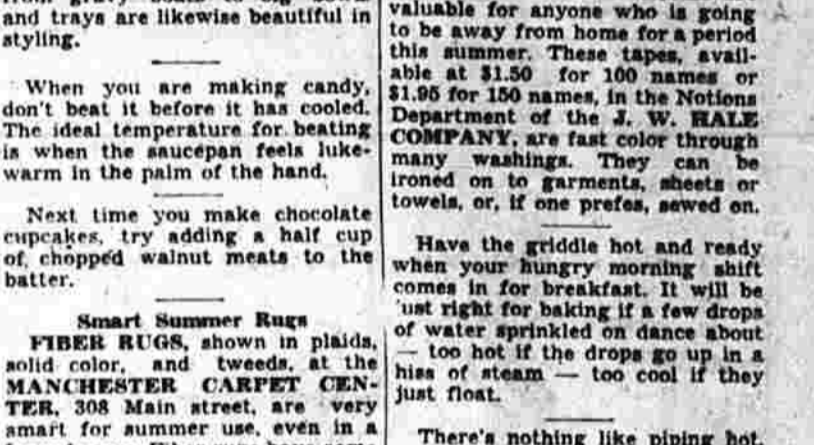 and trays are likewise beautiful in
styling.
When you are making candy,
don't beat it before it has cooled.
The ideal temperature for beating
is when the saucepan feels luke-
warm in the palm of the hand.
Next time you make chocolate
cupcakes, try adding a half cup
of chopped walnut meats to the
batter.
Smart Summer Rugs
FIBER RUGS, shown in plaids,
solid color, and tweeds, at the
MANCHESTER CARPET CEN-
TER, 308 Main street, are very
smart for summer use, even in a
valuable for anyone who is going
to be away from home for a period
this summer. These tapes, avail-
able at $1.50 for 100 names or
$1.95 for 150 names, in the Notions
Department of the J. W. HALE
COMPANY, are fast color through
many washings. They can be
ironed on to garments, sheets or
towels, or, if one prefes, sewed on.
Have the griddle hot and ready
when your hungry morning shift
comes in for breakfast. It will be
'ust right for baking if a few drops
of water sprinkled on dance about
— too hot if the drops go up in a
hiss of steam — too cool if they
just float.
There's nothing like piping hot